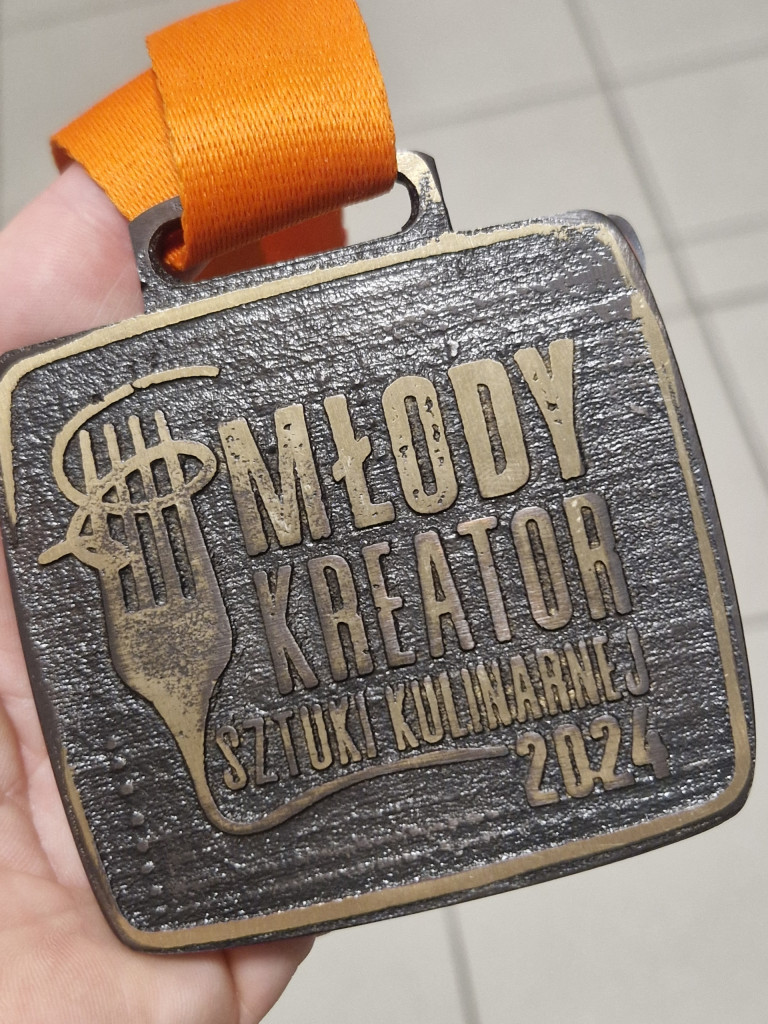 MŁODY
KREATOR
SZTUKI KULINARNEJ
2024